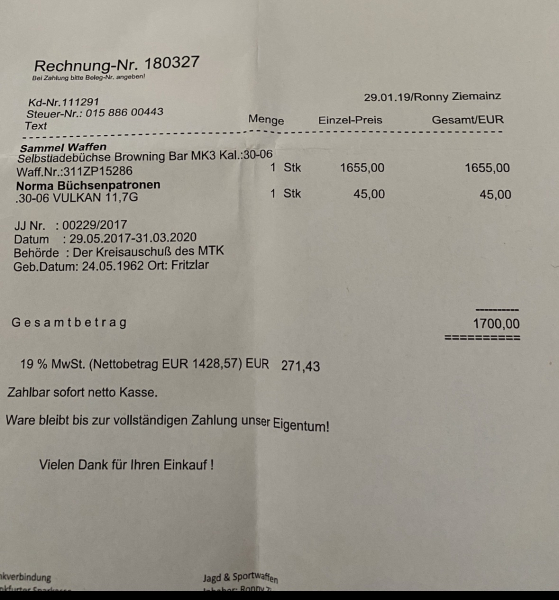 Rechnung-Nr. 180327
Bei Zahlung bitte Beleg-Nr. angeben!
29.01.19/Ronny Ziemainz
Kd-Nr.111291
Steuer-Nr.: 015 886 00443
Text Menge Einzel-Preis Gesamt/EUR
Sammel Waffen
Selbstladebüchse Browning Bar MK3 Kal.:30-06
Waff.Nr.:311ZP15286 1 Stk 1655,00 1655,00
Norma Büchsenpatronen
.30-06 VULKAN 11,7G 1 Stk 45,00 45,00
JJ Nr. : 00229/2017
Datum : 29.05.2017-31.03.2020
Behörde : Der Kreisauschuß des MTK
Geb.Datum: 24.05.1962 Ort: Fritzlar
Gesamtbetrag 1700,00
19 % MwSt. (Nettobetrag EUR 1428,57) EUR 271,43
Zahlbar sofort netto Kasse.
Ware bleibt bis zur vollständigen Zahlung unser Eigentum!
Vielen Dank für Ihren Einkauf !
nkverbindung Jagd & Sportwaffen